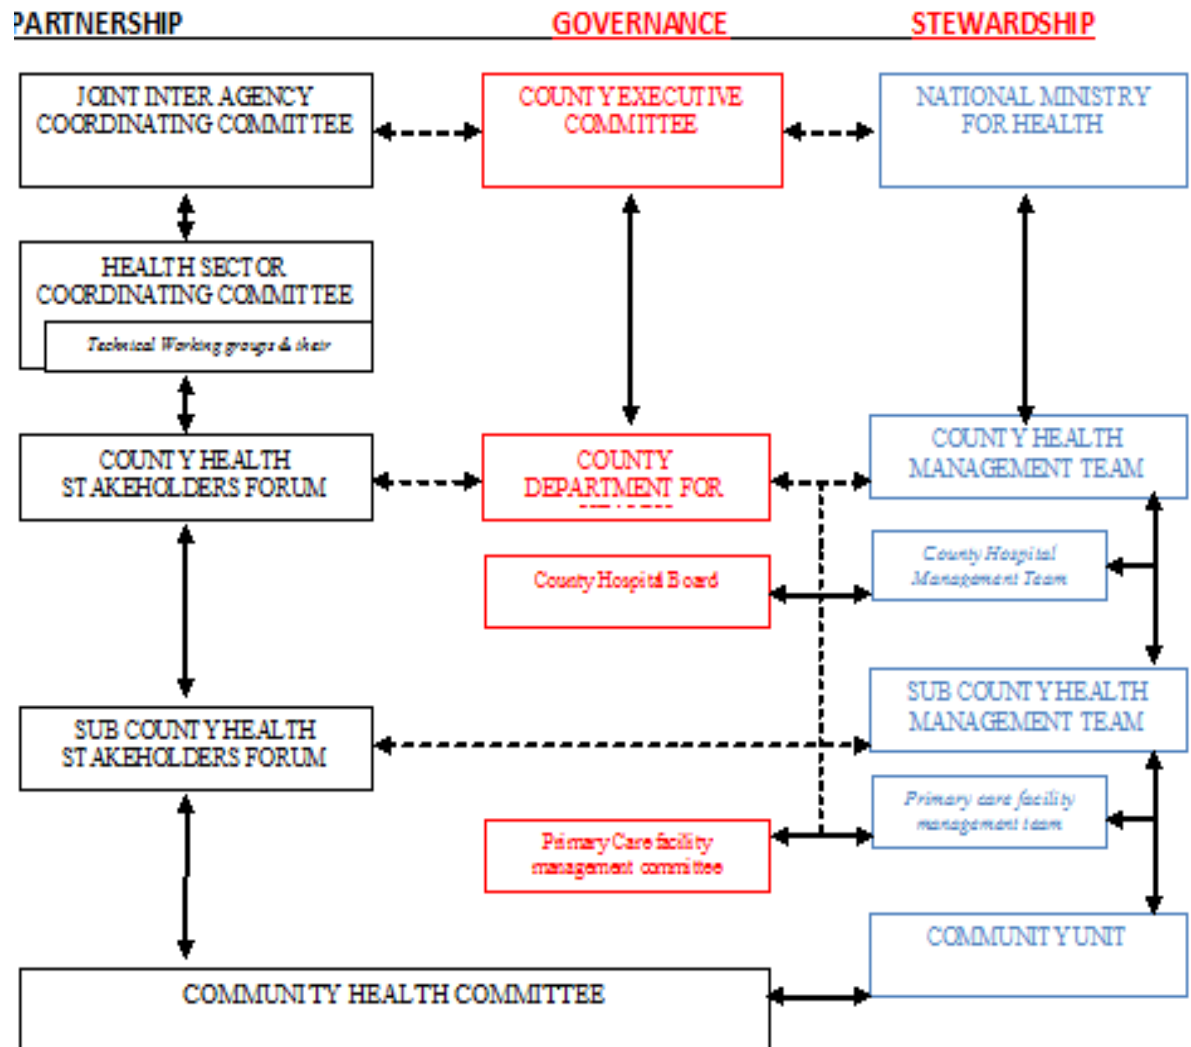 PARTNERSHIP GOVERNANCE STEWARDSHIP
JOINT INTER AGENCY
COORDINATING COMMITTEE
COUNTY EXECUTIVE
COMMITTEE
NATIONAL MINISTRY
FOR HEALTH
HEALTH SECTOR
COORDINATING COMMITTEE
Technical Working groups & their
COUNTY HEALTH
STAKEHOLDERS FORUM
COUNTY
DEPARTMENT FOR
COUNTY HEALTH
MANAGEMENT TEAM
County Hospital Board
County Hospital
Management Team
SUB COUNTY HEALTH
STAKEHOLDERS FORUM
SUB COUNTY HEALTH
MANAGEMENT TEAM
Primary Care facility
management committee
Primary care facility
management team
COMMUNITY HEALTH COMMITTEE
COMMUNITY UNIT